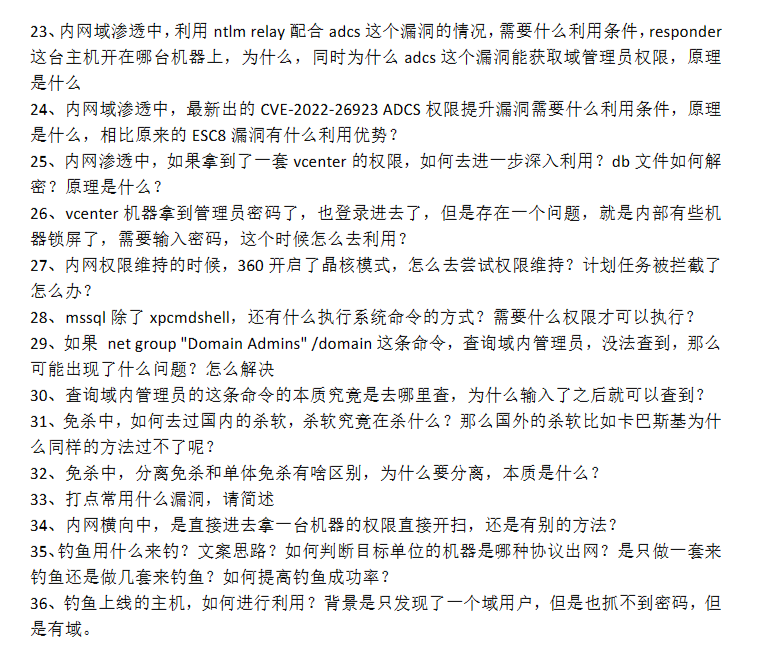 23、内网域渗透中，利用 ntlm relay 配合 adcs 这个漏洞的情况，需要什么利用条件，responder
这台主机开在哪台机器上，为什么，同时为什么 adcs 这个漏洞能获取域管理员权限，原理
是什么
24、内网域渗透中，最新出的 CVE-2022-26923 ADCS 权限提升漏洞需要什么利用条件，原理
是什么，相比原来的 ESC8 漏洞有什么利用优势？
25、内网渗透中，如果拿到了一套 vcenter 的权限，如何去进一步深入利用？db 文件如何解
密？原理是什么？
26、vcenter 机器拿到管理员密码了，也登录进去了，但是存在一个问题，就是内部有些机
器锁屏了，需要输入密码，这个时候怎么去利用？
27、内网权限维持的时候，360 开启了晶核模式，怎么去尝试权限维持？计划任务被拦截了
怎么办？
28、mssql 除了 xpcmdshell，还有什么执行系统命令的方式？需要什么权限才可以执行？
29、如果 net group "Domain Admins" /domain 这条命令，查询域内管理员，没法查到，那么
可能出现了什么问题？怎么解决
30、查询域内管理员的这条命令的本质究竟是去哪里查，为什么输入了之后就可以查到？
31、免杀中，如何去过国内的杀软，杀软究竟在杀什么？那么国外的杀软比如卡巴斯基为什
么同样的方法过不了呢？
32、免杀中，分离免杀和单体免杀有啥区别，为什么要分离，本质是什么？
33、打点常用什么漏洞，请简述
34、内网横向中，是直接进去拿一台机器的权限直接开扫，还是有别的方法？
35、钓鱼用什么来钓？文案思路？如何判断目标单位的机器是哪种协议出网？是只做一套来
钓鱼还是做几套来钓鱼？如何提高钓鱼成功率？
36、钓鱼上线的主机，如何进行利用？背景是只发现了一个域用户，但是也抓不到密码，但
是有域。